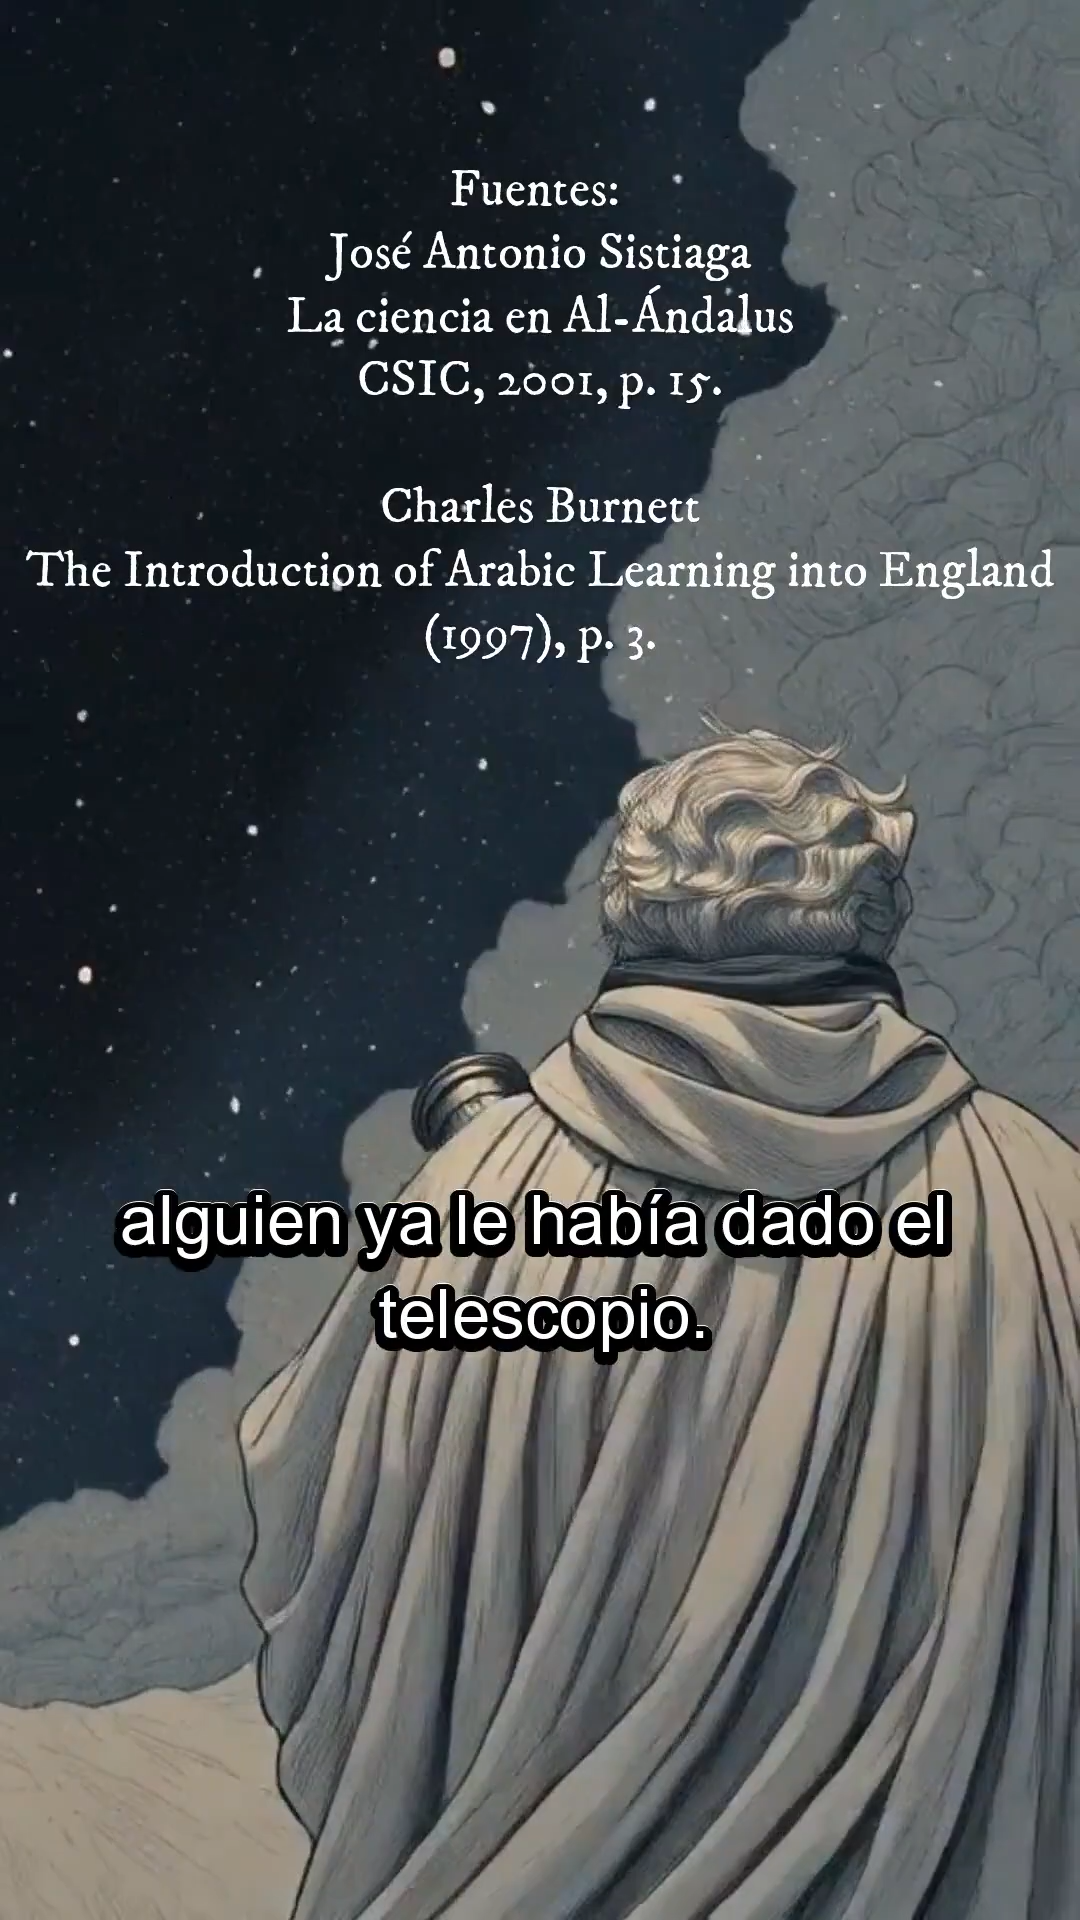 Fuentes:
José Antonio Sistiaga
La ciencia en Al-Ándalus
CSIC, 2001, p. 15.
Charles Burnett
The Introduction of Arabic Learning into England
(1997), p. 3.
alguien ya le había dado el
telescopio.